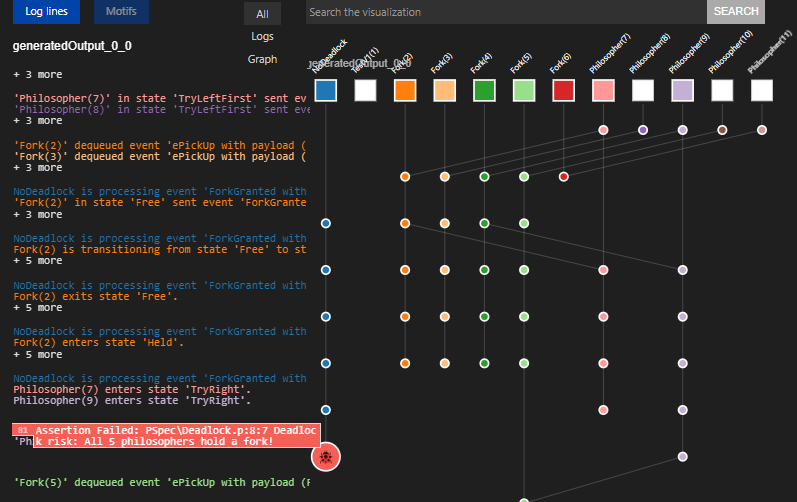 Log lines
Motifs
All
Logs
Graph
Search the visualization
SEARCH
generatedOutput_0_0
generatedOutput_0_0
NoDeadlock
Fork(2)
Fork(3)
Fork(4)
Fork(5)
Fork(6)
Philosopher(7)
Philosopher(8)
Philosopher(9)
Philosopher(10)
Philosopher(11)
+ 3 more
'Philosopher(7)' in state 'TryLeftFirst' sent ev
'Philosopher(8)' in state 'TryLeftFirst' sent eve
+ 3 more
'Fork(2)' dequeued event 'ePickUp with payload (
'Fork(3)' dequeued event 'ePickUp with payload (
+ 3 more
NoDeadlock is processing event 'ForkGranted with
'Fork(2)' in state 'Free' sent event 'ForkGrante
+ 3 more
NoDeadlock is processing event 'ForkGranted with
Fork(2) is transitioning from state 'Free' to st
+ 5 more
NoDeadlock is processing event 'ForkGranted with
Fork(2) exits state 'Free'.
+ 5 more
NoDeadlock is processing event 'ForkGranted with
Fork(2) enters state 'Held'.
+ 5 more
NoDeadlock is processing event 'ForkGranted with
Philosopher(7) enters state 'TryRight'.
Philosopher(9) enters state 'TryRight'.
81 Assertion Failed: PSpec\Deadlock.p:8:7 Deadloc
k risk: All 5 philosophers hold a fork!
'Ph
'Fork(5)' dequeued event 'ePickUp with payload (P